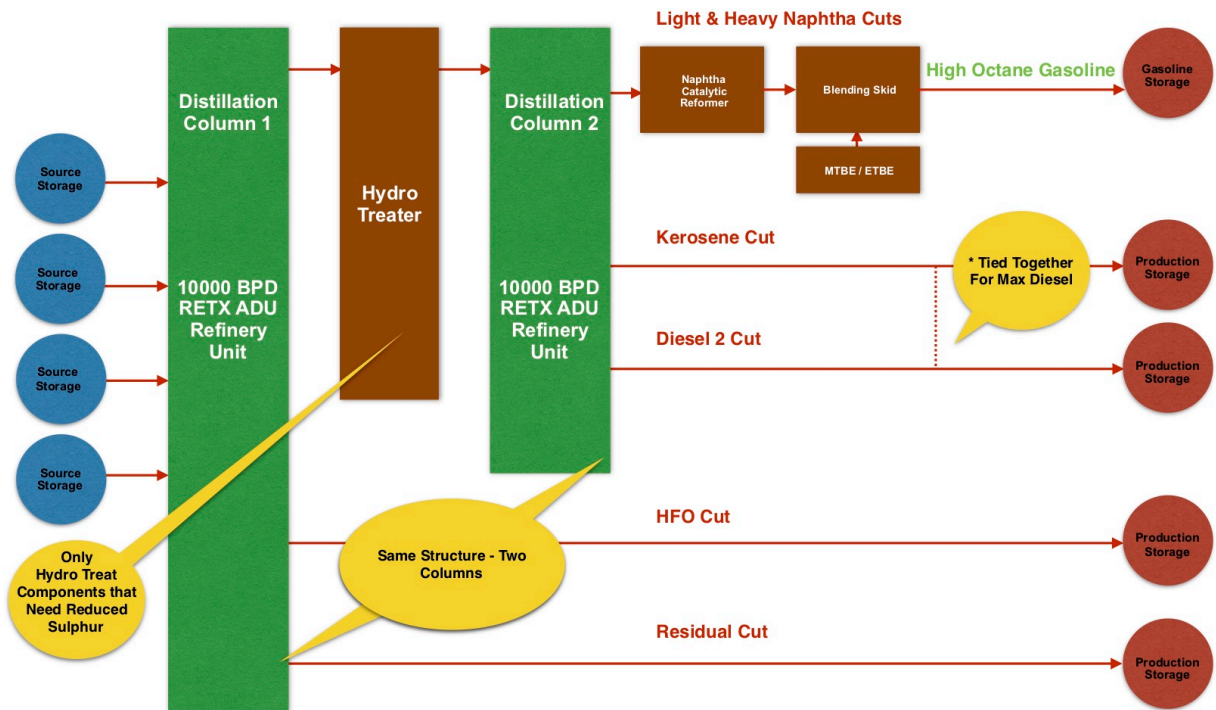 Light & Heavy Naphtha Cuts
Distillation
Column 1
Hydro
Treater
Distillation
Column 2
Naphtha
Catalytic
Reformer
Blending Skid
High Octane Gasoline
Gasoline
Storage
MTBE / ETBE
Source
Storage
Source
Storage
Source
Storage
Source
Storage
10000 BPD
RETX ADU
Refinery
Unit
10000 BPD
RETX ADU
Refinery
Unit
Kerosene Cut
* Tied Together
For Max Diesel
Production
Storage
Diesel 2 Cut
Production
Storage
Only
Hydro Treat
Components that
Need Reduced
Sulphur
Same Structure - Two
Columns
HFO Cut
Production
Storage
Residual Cut
Production
Storage